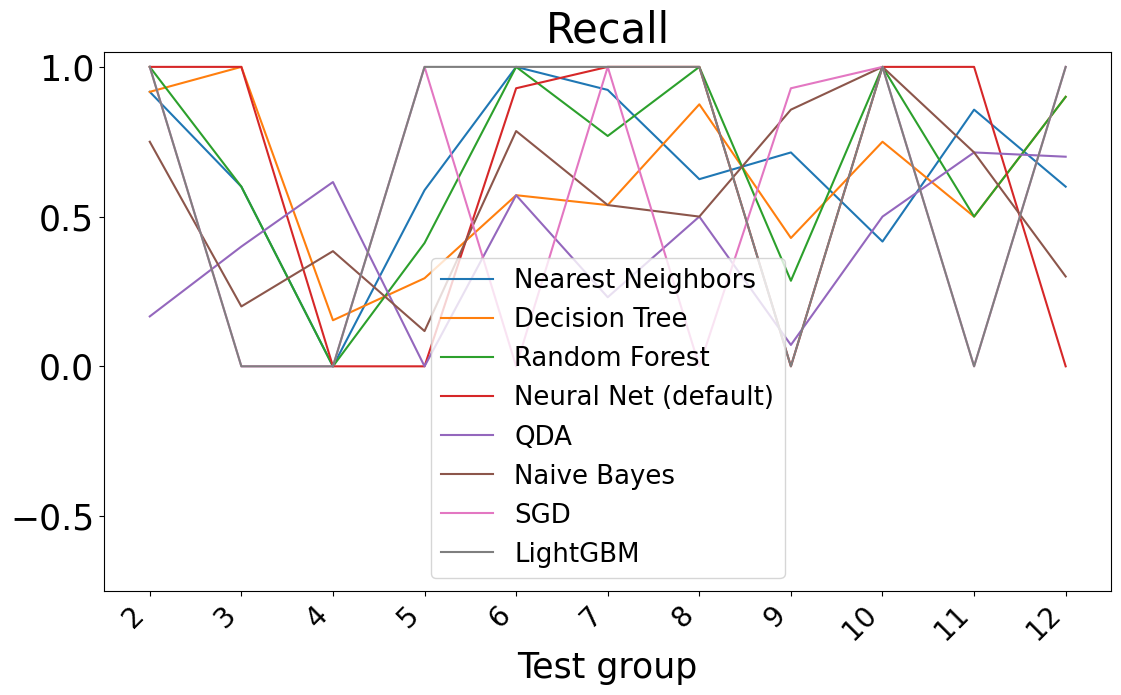 Recall
1.0
0.5
0.0
−0.5
Nearest Neighbors
Decision Tree
Random Forest
Neural Net (default)
QDA
Naive Bayes
SGD
LightGBM
2 3 4 5 6 7 8 9 10 11 12
Test group